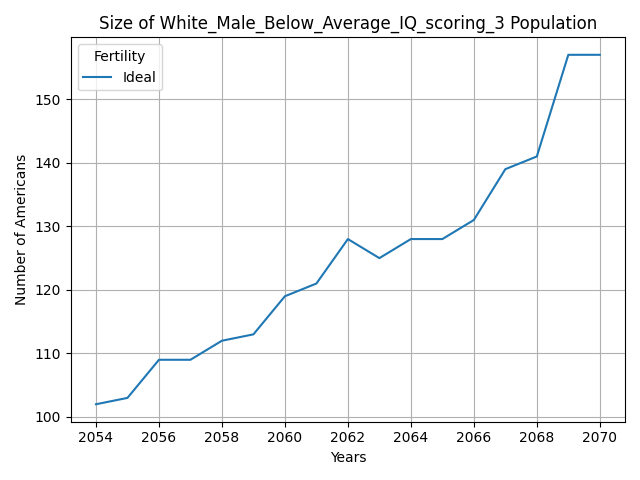 Size of White_Male_Below_Average_IQ_scoring_3 Population
Fertility
Ideal
Number of Americans
150
140
130
120
110
100
2054 2056 2058 2060 2062 2064 2066 2068 2070
Years